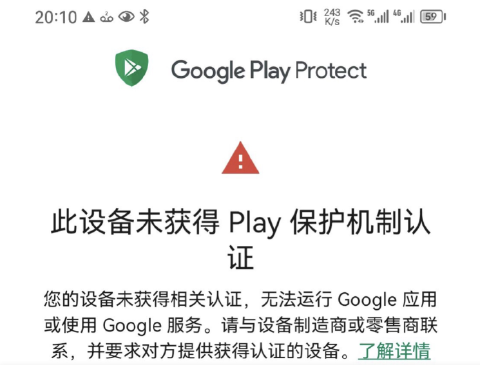 20:10 243 K/s 5G 4G 59
Google Play Protect
此设备未获得 Play 保护机制认
证
您的设备未获得相关认证，无法运行 Google 应用
或使用 Google 服务。请与设备制造商或零售商联
系，并要求对方提供获得认证的设备。了解详情